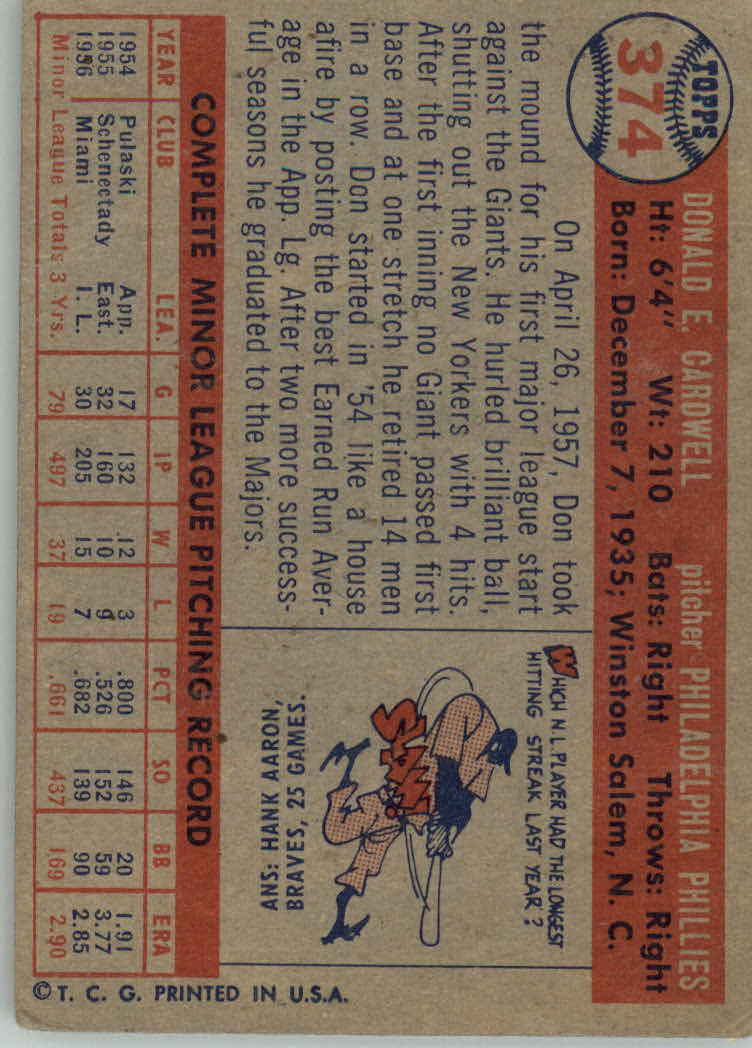 TOPPS
374
DONALD E. CARDWELL pitcher PHILADELPHIA PHILLIES
Ht: 6'4" Wt: 210 Bats: Right Throws: Right
Born: December 7, 1935; Winston Salem, N. C.
On April 26, 1957, Don took
the mound for his first major league start
against the Giants. He hurled brilliant ball,
shutting out the New Yorkers with 4 hits.
After the first inning no Giant passed first
base and at one stretch he retired 14 men
in a row. Don started in '54 like a house
afire by posting the best Earned Run Aver-
age in the App. Lg. After two more success-
ful seasons he graduated to the Majors.
WHICH N.L. PLAYER HAD THE LONGEST
HITTING STREAK LAST YEAR?
SLAM!
ANS: HANK AARON,
BRAVES, 25 GAMES.
COMPLETE MINOR LEAGUE PITCHING RECORD
YEAR CLUB LEA. G IP W L PCT SO BB ERA
1954 Pulaski App. 17 132 .12 3 .800 146 20 1.91
1955 Schenectady East. 32 160 10 9 .526 152 59 3.77
1956 Miami I. L. 30 205 15 7 .682 139 90 2.85
Minor League Totals 3 Yrs. 79 497 37 19 .661 437 169 2.90
© T. C. G. PRINTED IN U.S.A.